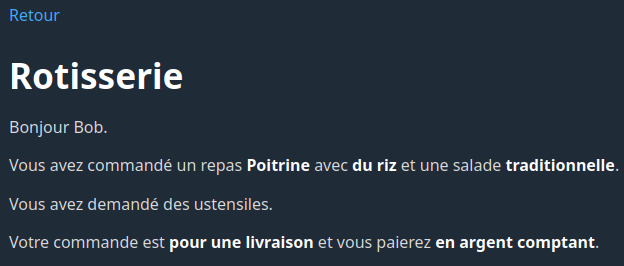 Retour
Rotisserie
Bonjour Bob.
Vous avez commandé un repas Poitrine avec du riz et une salade traditionnelle.
Vous avez demandé des ustensiles.
Votre commande est pour une livraison et vous paierez en argent comptant.